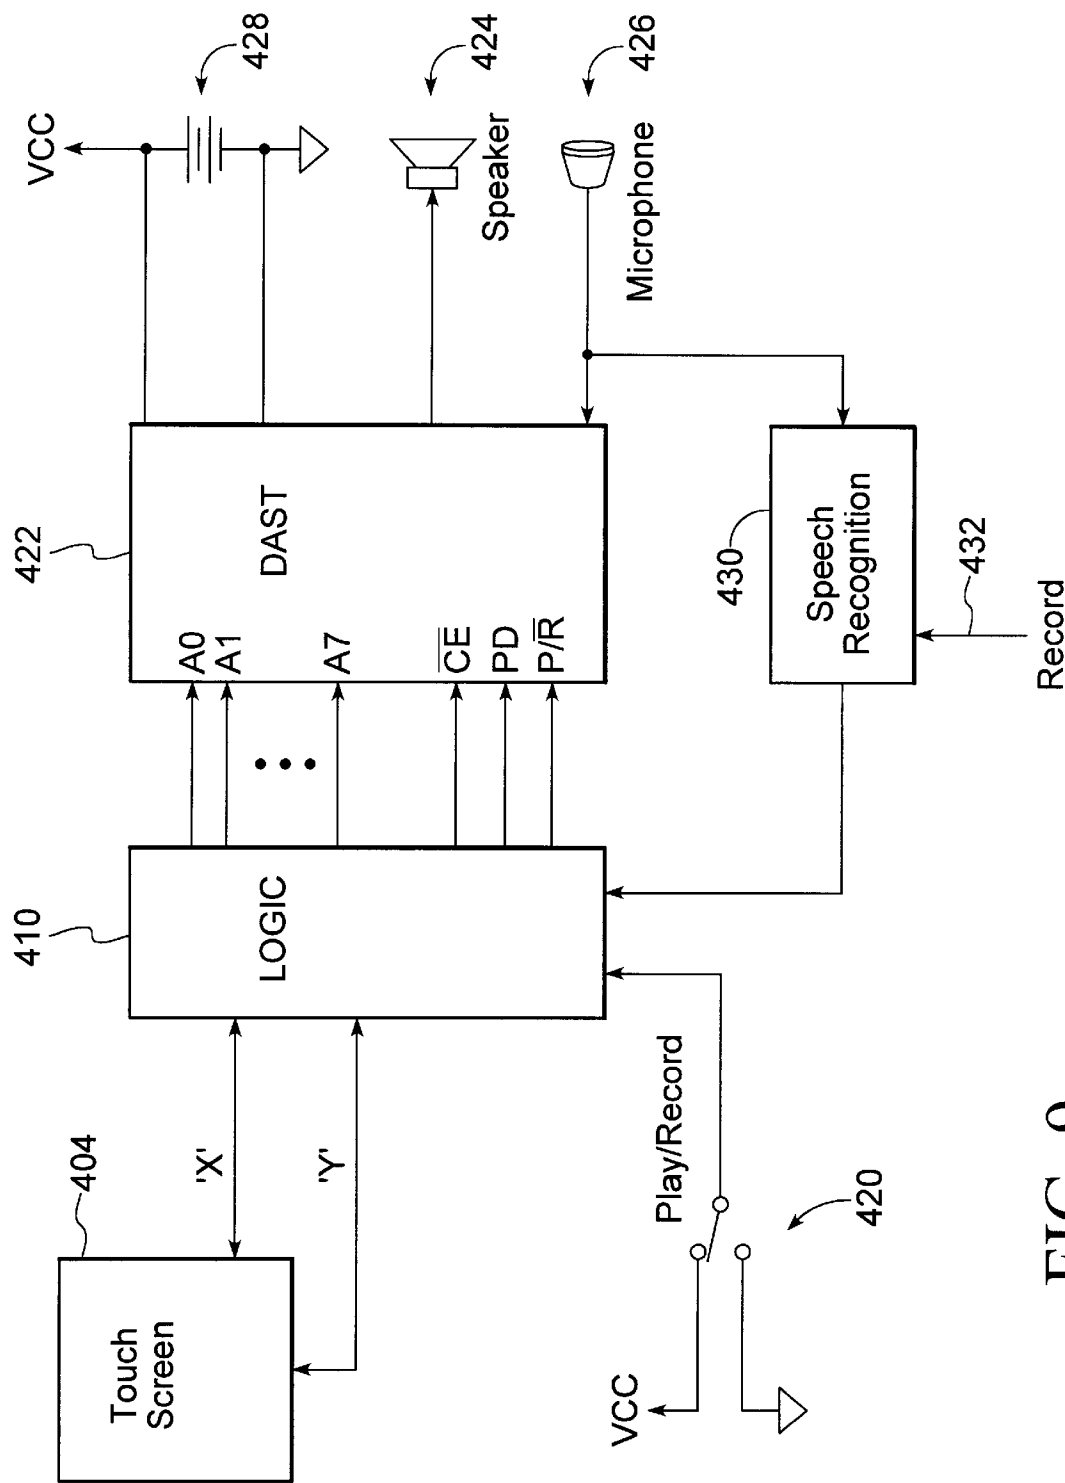 404
410
422
VCC
428
Touch
Screen
'X'
'Y'
LOGIC
A0
A1
A7
CE
PD
P/R
DAST
Speaker
424
Microphone
426
VCC
Play/Record
420
430
Speech
Recognition
432
Record
FIG